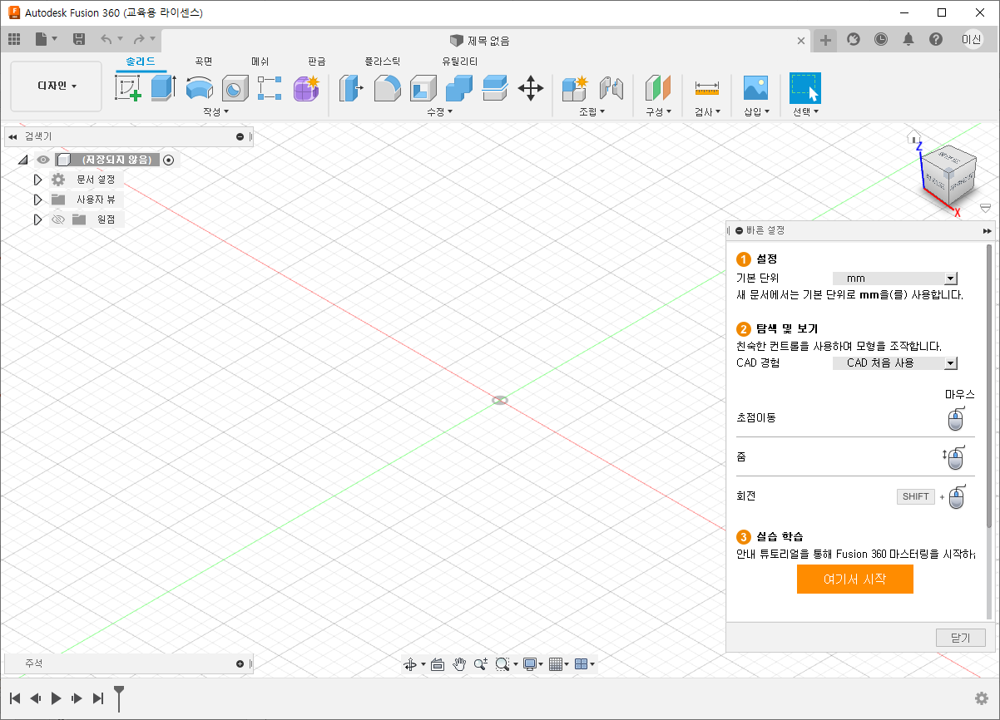 Autodesk Fusion 360 (교육용 라이센스)
제목 없음
이신
솔리드 곡면 메쉬 판금 플라스틱 유틸리티
디자인
작성 수정 조립 구성 검사 삽입 선택
검색기
(저장되지 않음)
문서 설정
사용자 뷰
원점
Z
X
빠른 설정
1 설정
기본 단위 mm
새 문서에서는 기본 단위로 mm을(를) 사용합니다.
2 탐색 및 보기
친숙한 컨트롤을 사용하여 모형을 조작합니다.
CAD 경험 CAD 처음 사용
마우스
초점이동
줌
회전 SHIFT +
3 실습 학습
안내 튜토리얼을 통해 Fusion 360 마스터링을 시작하
여기서 시작
닫기
주석